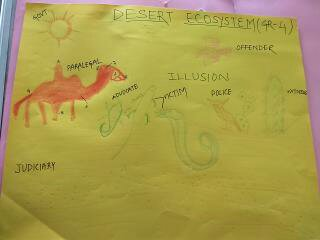 DESERT ECOSYSTEM (GR-4)
GOVT
OFFENDER
PARALEGAL
ILLUSION
ADVOCATE
VICTIM
POLICE
WITNESS
JUDICIARY